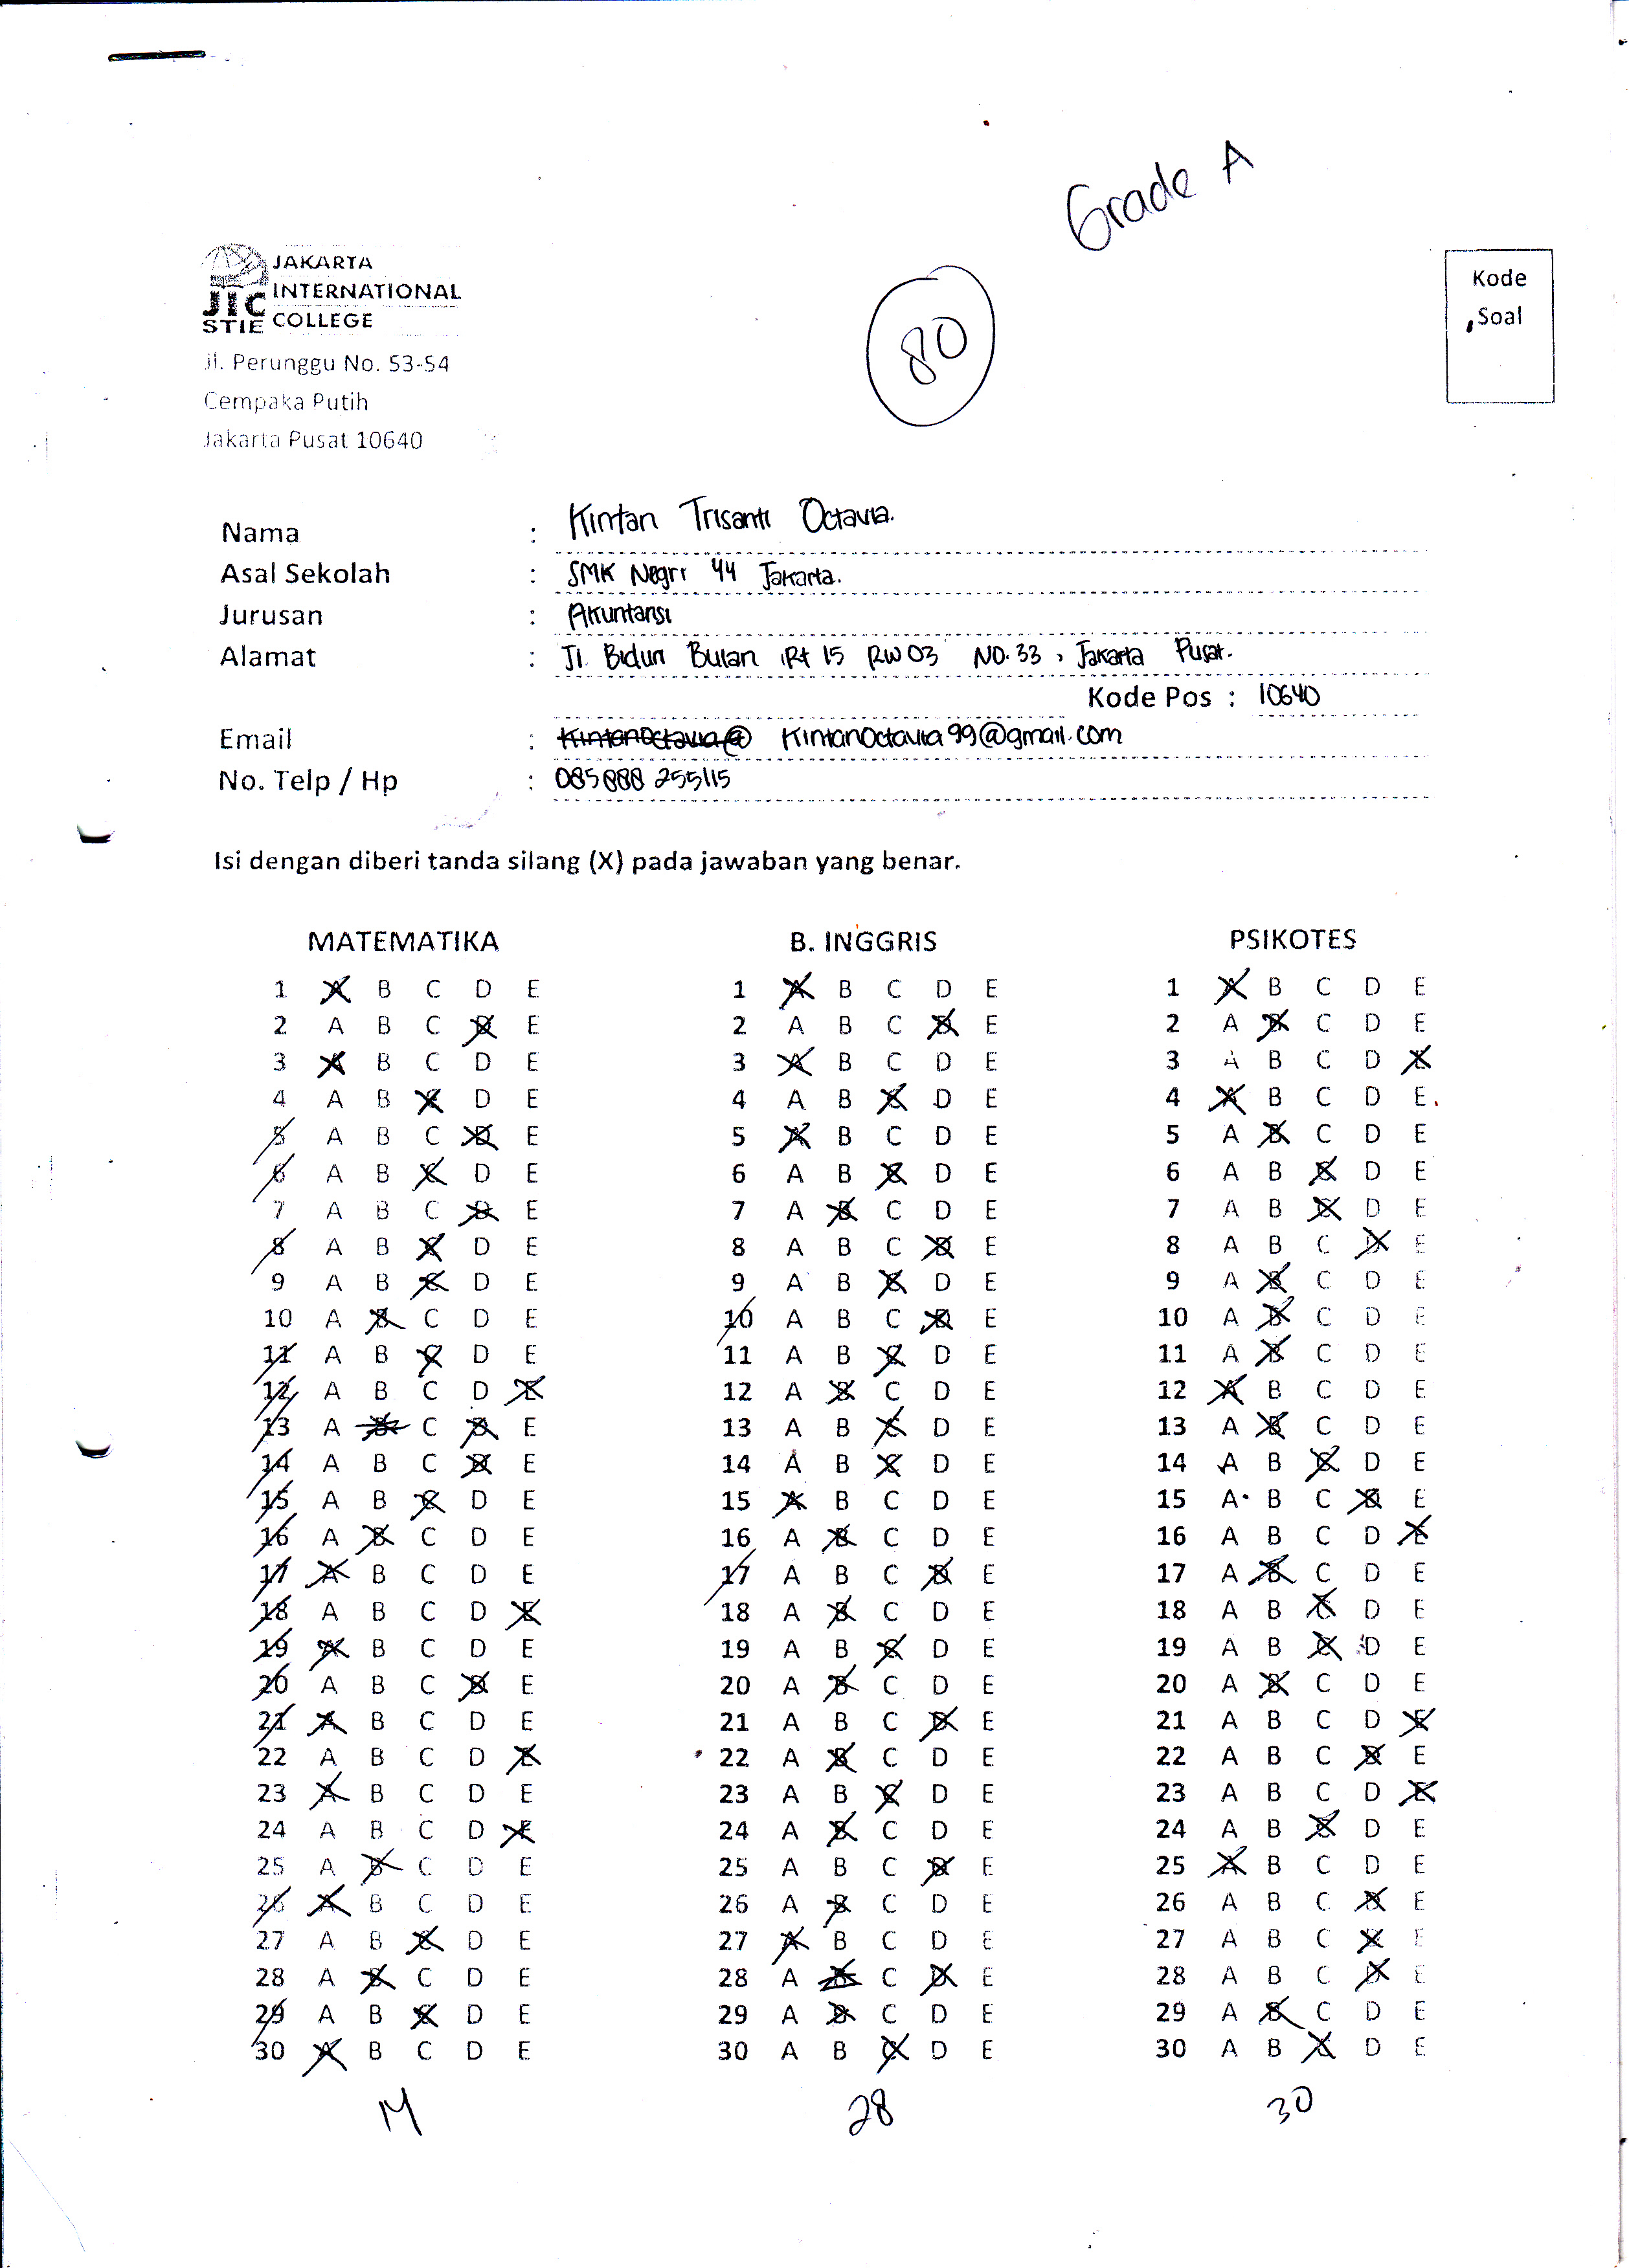 Grade A
80
JAKARTA
INTERNATIONAL
COLLEGE
JIC
STIE
Jl. Perunggu No. 53-54
Cempaka Putih
Jakarta Pusat 10640
Kode
Soal
Nama : Kintan Trisanti Octavia.
Asal Sekolah : SMK Negri 44 Jakarta.
Jurusan : Akuntansi
Alamat : Jl. Biduri Bulan Rt 15 RW 03 NO. 33, Jakarta Pusat.
Kode Pos : 10640
Email : KintanOctavia@ KintanOctavia99@gmail.com
No. Telp / Hp : 085888 255115
Isi dengan diberi tanda silang (X) pada jawaban yang benar.
MATEMATIKA B. INGGRIS PSIKOTES
1 A B C D E 1 A B C D E 1 A B C D E
2 A B C D E 2 A B C D E 2 A B C D E
3 A B C D E 3 A B C D E 3 A B C D E
4 A B C D E 4 A B C D E 4 A B C D E
5 A B C D E 5 A B C D E 5 A B C D E
6 A B C D E 6 A B C D E 6 A B C D E
7 A B C D E 7 A B C D E 7 A B C D E
8 A B C D E 8 A B C D E 8 A B C D E
9 A B C D E 9 A B C D E 9 A B C D E
10 A B C D E 10 A B C D E 10 A B C D E
11 A B C D E 11 A B C D E 11 A B C D E
12 A B C D E 12 A B C D E 12 A B C D E
13 A B C D E 13 A B C D E 13 A B C D E
14 A B C D E 14 A B C D E 14 A B C D E
15 A B C D E 15 A B C D E 15 A B C D E
16 A B C D E 16 A B C D E 16 A B C D E
17 A B C D E 17 A B C D E 17 A B C D E
18 A B C D E 18 A B C D E 18 A B C D E
19 A B C D E 19 A B C D E 19 A B C D E
20 A B C D E 20 A B C D E 20 A B C D E
21 A B C D E 21 A B C D E 21 A B C D E
22 A B C D E 22 A B C D E 22 A B C D E
23 A B C D E 23 A B C D E 23 A B C D E
24 A B C D E 24 A B C D E 24 A B C D E
25 A B C D E 25 A B C D E 25 A B C D E
26 A B C D E 26 A B C D E 26 A B C D E
27 A B C D E 27 A B C D E 27 A B C D E
28 A B C D E 28 A B C D E 28 A B C D E
29 A B C D E 29 A B C D E 29 A B C D E
30 A B C D E 30 A B C D E 30 A B C D E
14 28 30